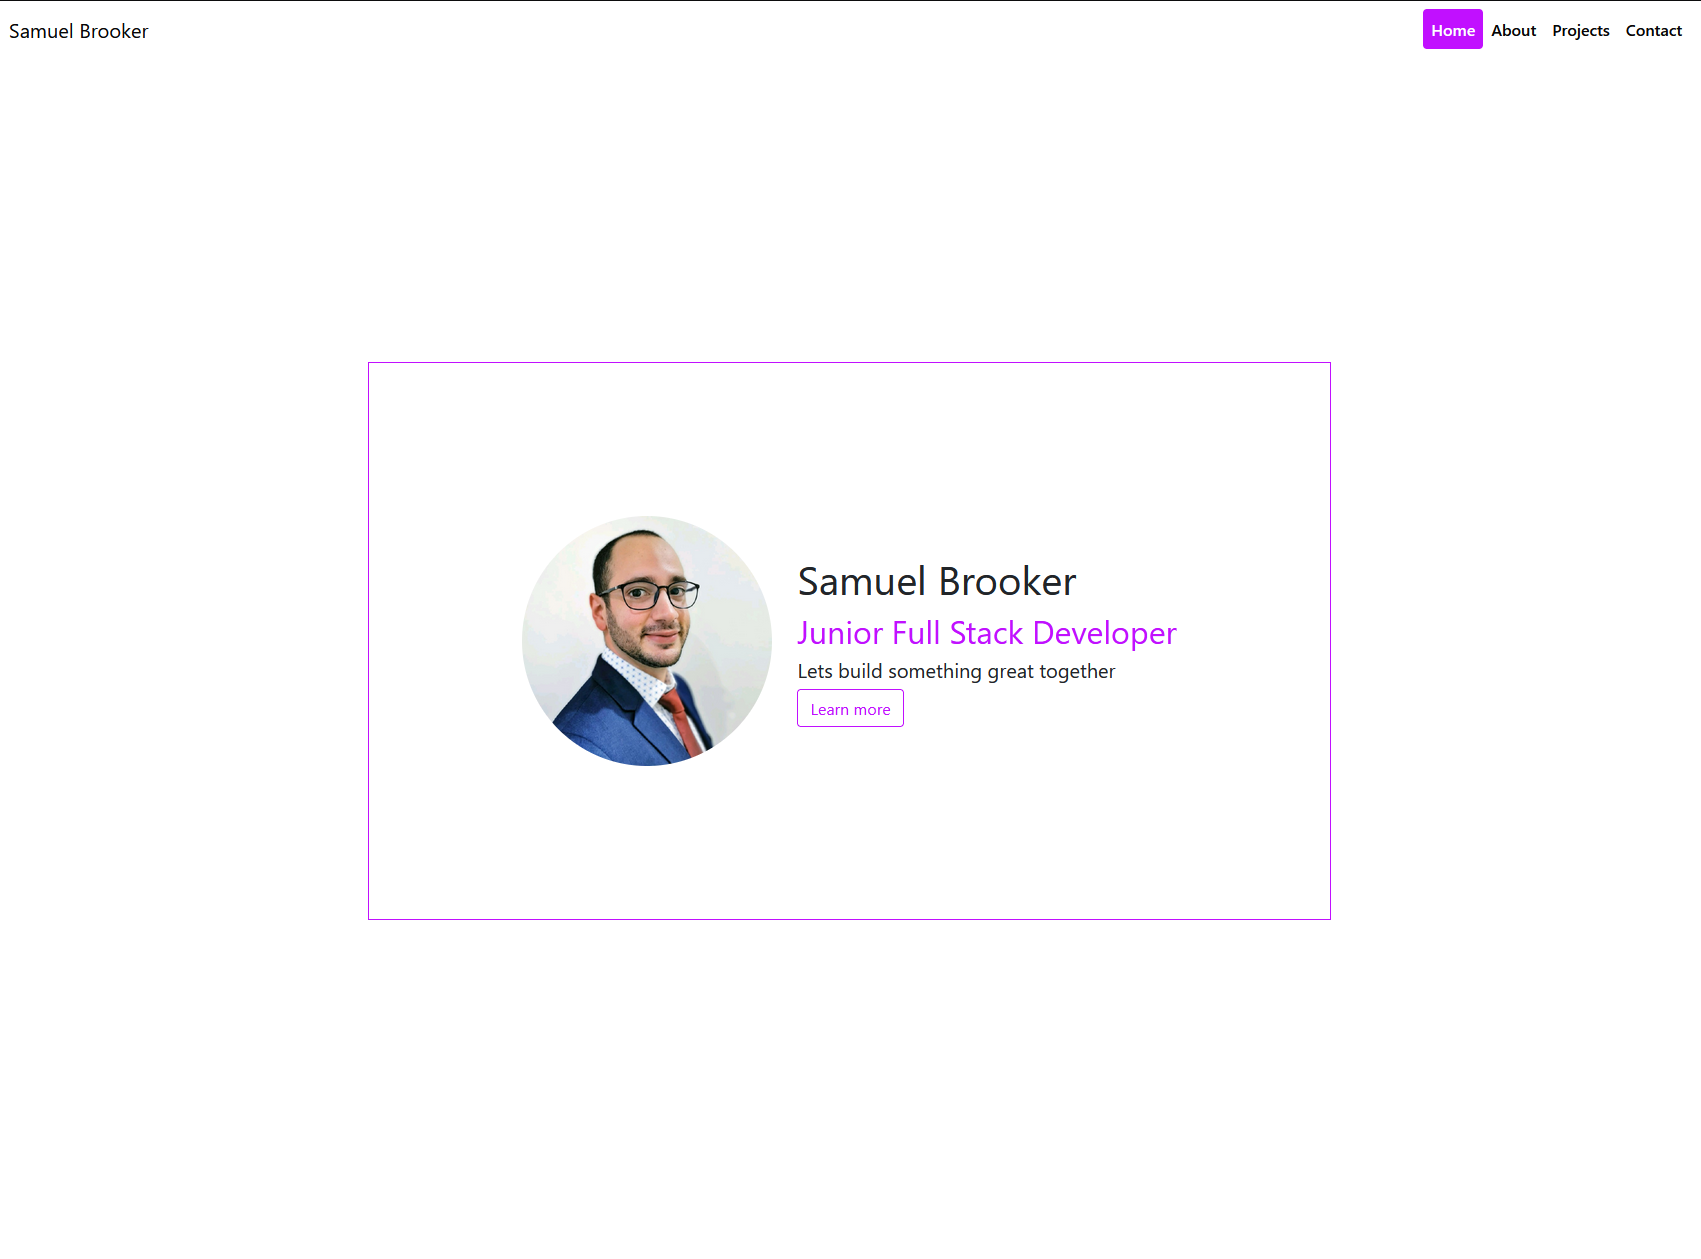 Samuel Brooker
Home About Projects Contact
Samuel Brooker
Junior Full Stack Developer
Lets build something great together
Learn more